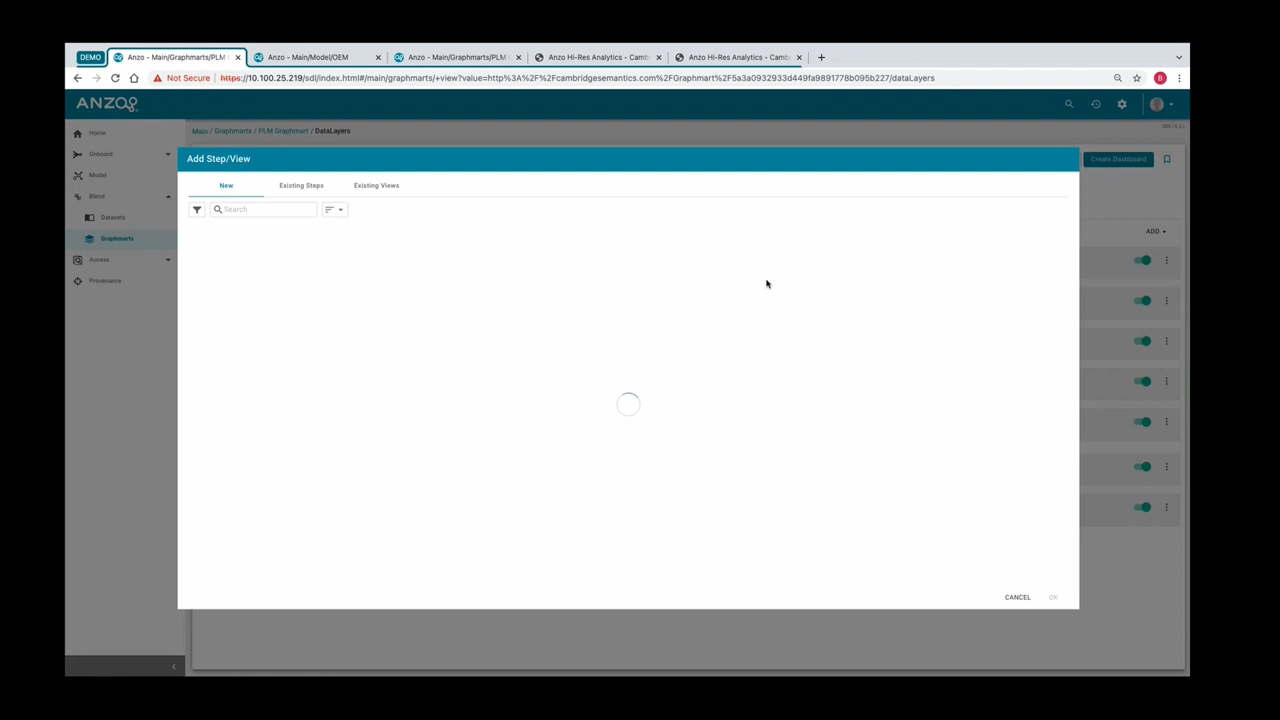 DEMO
Anzo - Main/Graphmarts/PLM
Anzo - Main/Model/OEM
Anzo - Main/Graphmarts/PLM
Anzo Hi-Res Analytics - Camb
Anzo Hi-Res Analytics - Camb
Not Secure
https://10.100.25.219/sdl/index.html#/main/graphmarts/+view?value=http%3A%2F%2Fcambridgesemantics.com%2FGraphmart%2F5a3a0932933d449fa9891778b095b227/dataLayers
B
ANZO
Home
Onboard
Model
Blend
Datasets
Graphmarts
Access
Provenance
Main / Graphmarts / PLM Graphmart / DataLayers
Create Dashboard
ADD
Add Step/View
New
Existing Steps
Existing Views
Search
CANCEL
OK